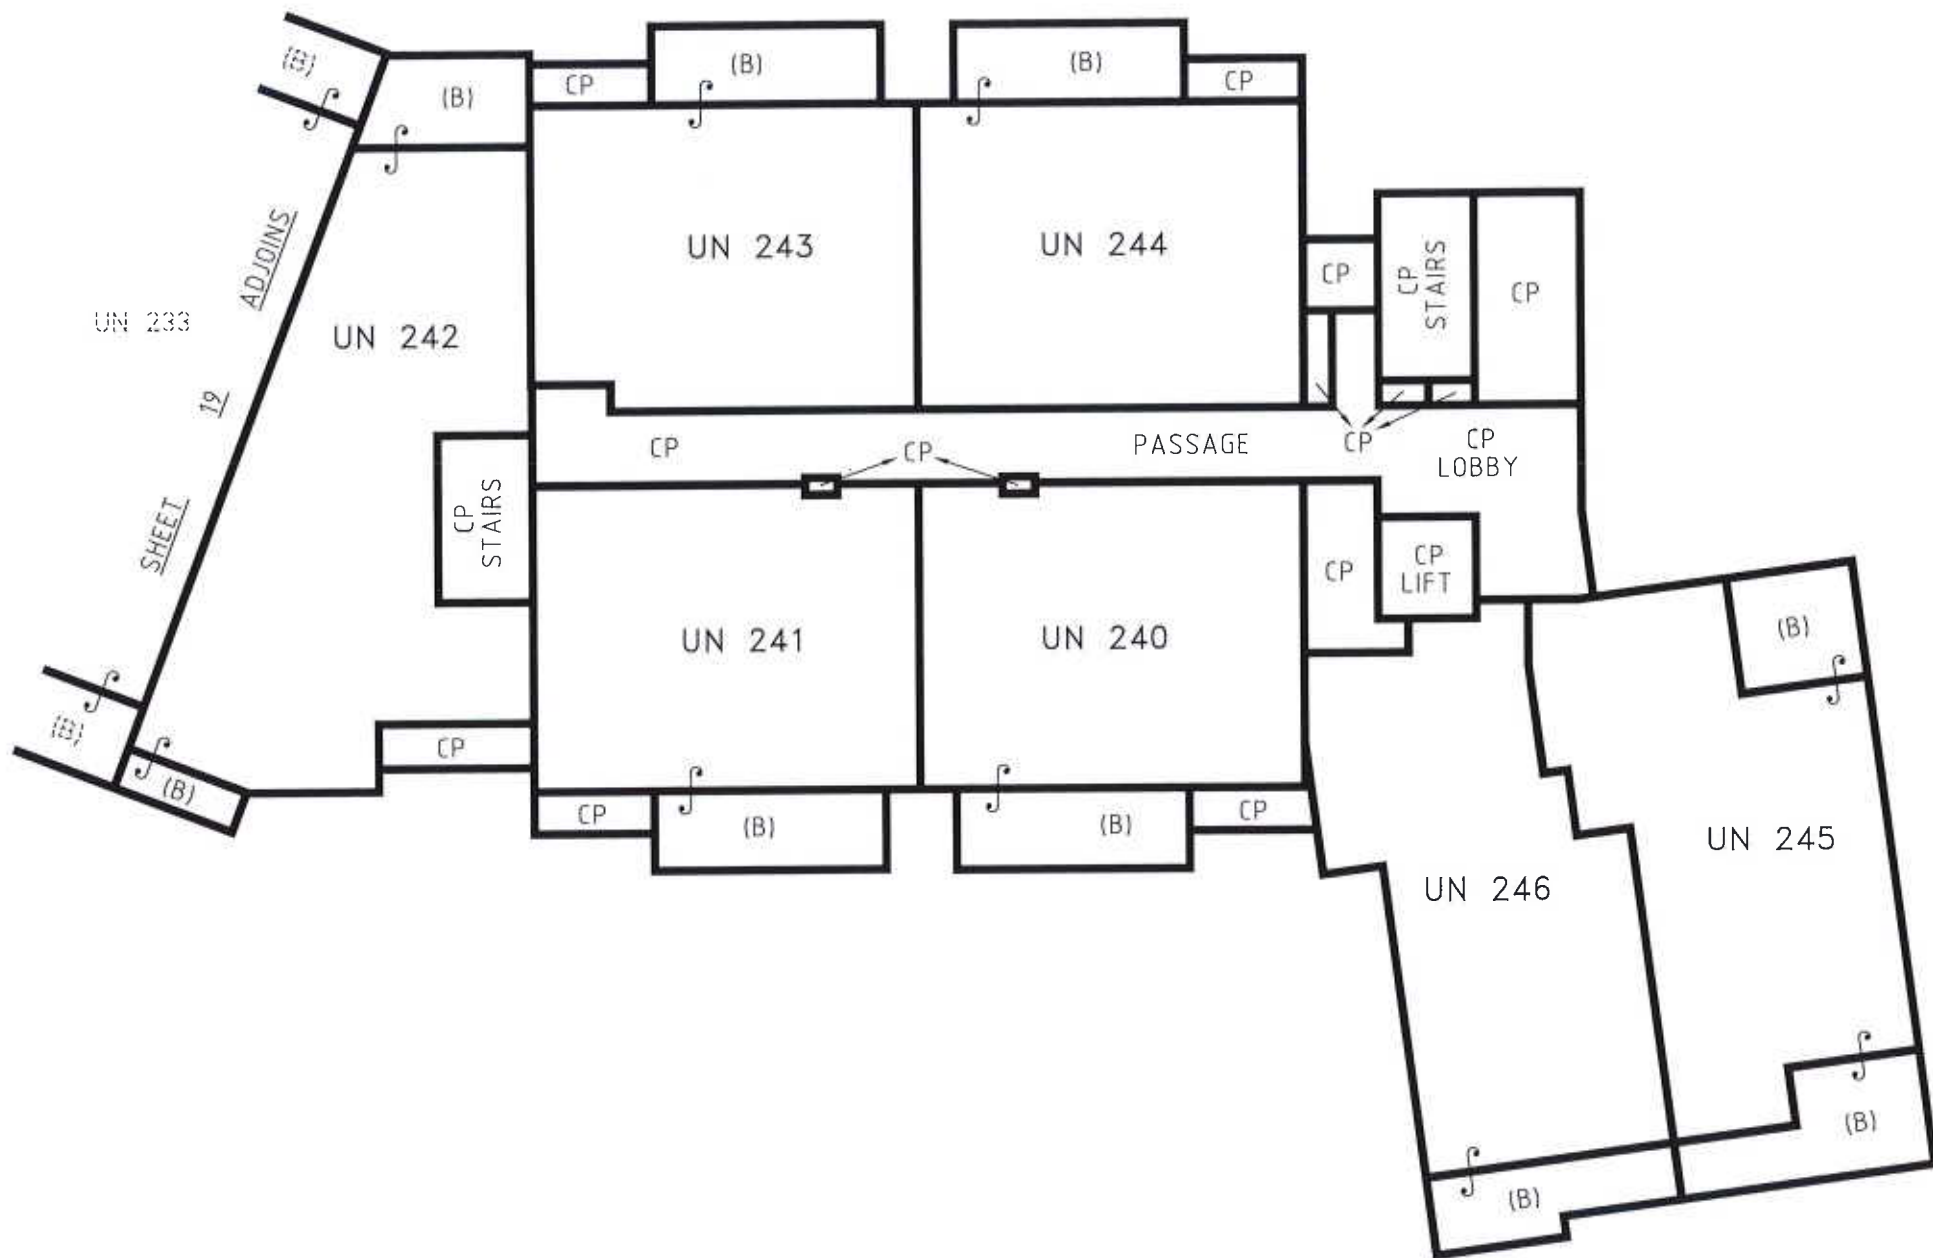 (B)
(B)
CP
(B)
(B)
CP
UN 243
UN 244
CP
CP
STAIRS
CP
ADJOINS
UN 233
UN 242
19
CP
CP
PASSAGE
CP
CP
LOBBY
SHEET
CP
STAIRS
CP
CP
LIFT
UN 241
UN 240
(B)
(B)
CP
(B)
CP
(B)
(B)
CP
UN 245
UN 246
(B)
(B)